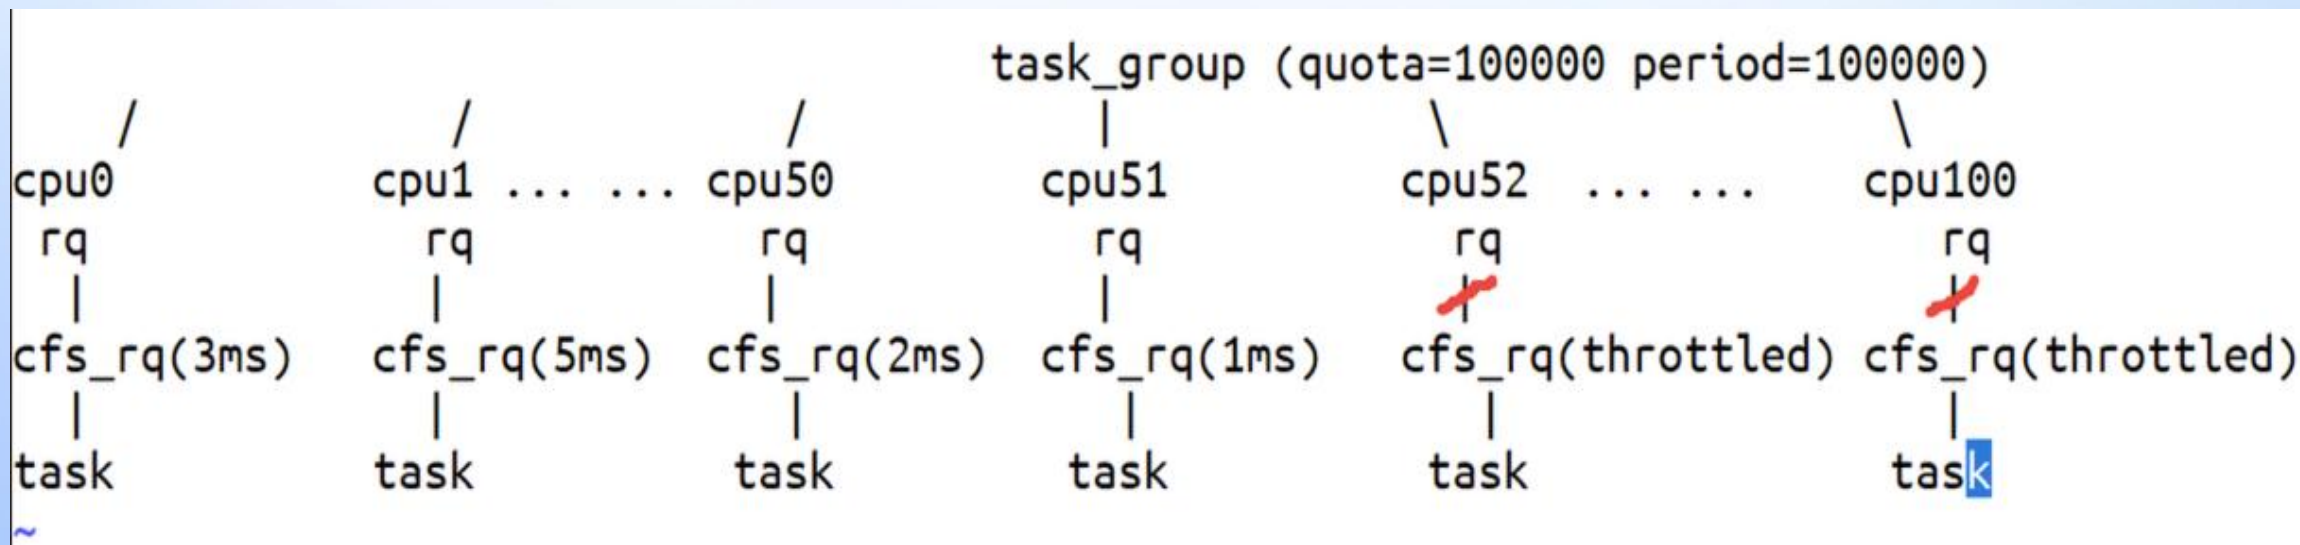 task_group (quota=100000 period=100000)
/ / / | \ \
cpu0 cpu1 ... ... cpu50 cpu51 cpu52 ... ... cpu100
rq rq rq rq rq rq
| | | | | |
cfs_rq(3ms) cfs_rq(5ms) cfs_rq(2ms) cfs_rq(1ms) cfs_rq(throttled) cfs_rq(throttled)
| | | | | |
task task task task task task
~